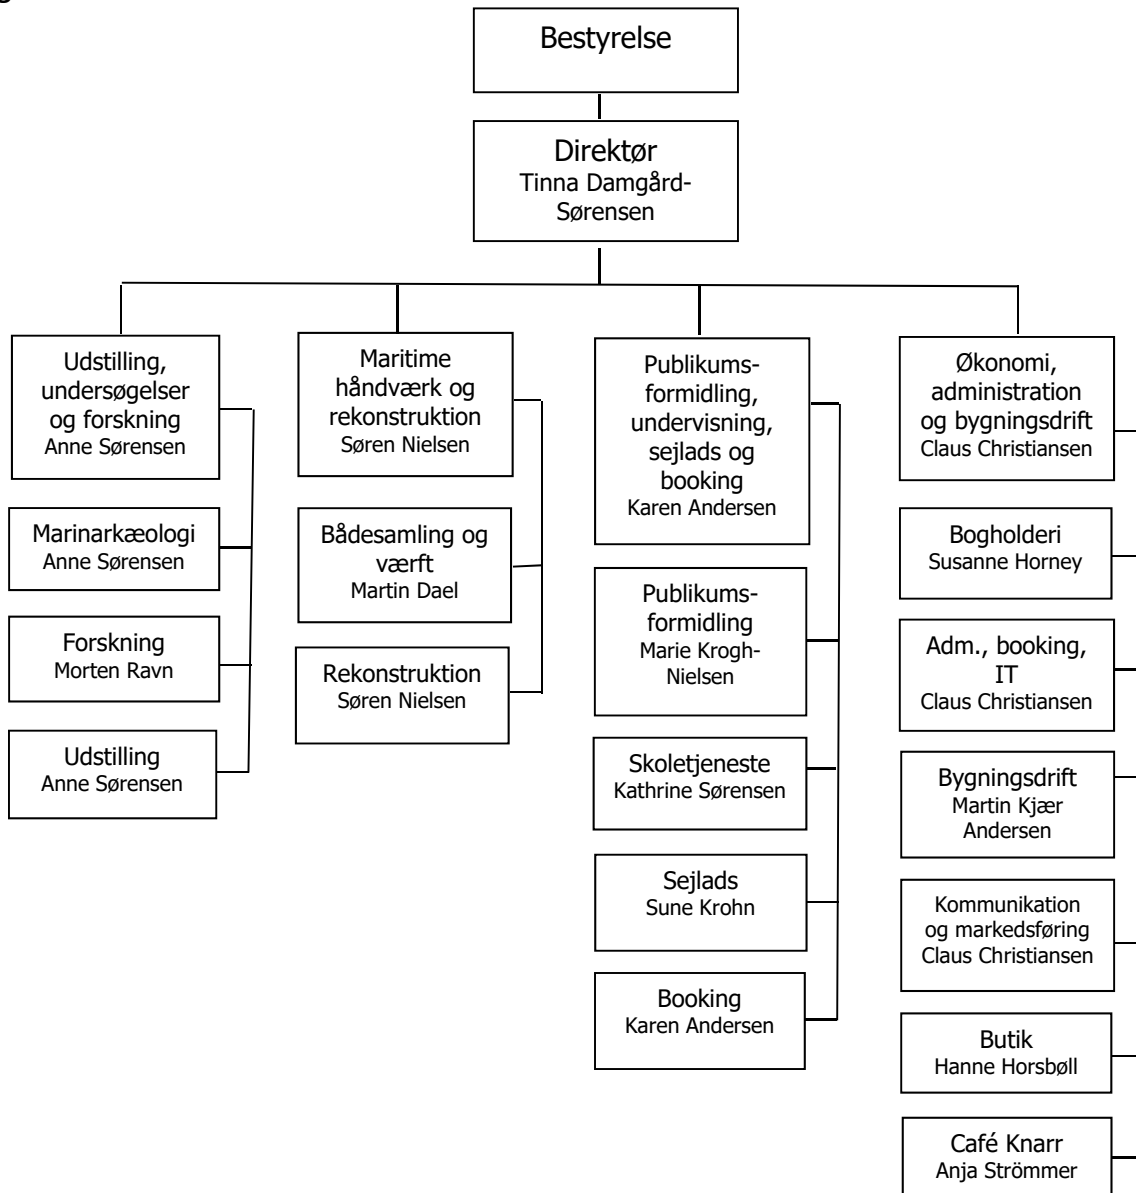 Bestyrelse
Direktør
Tinna Damgård-
Sørensen
Udstilling,
undersøgelser
og forskning
Anne Sørensen
Marinarkæologi
Anne Sørensen
Forskning
Morten Ravn
Udstilling
Anne Sørensen
Maritime
håndværk og
rekonstruktion
Søren Nielsen
Bådesamling og
værft
Martin Dael
Rekonstruktion
Søren Nielsen
Publikums-
formidling,
undervisning,
sejlads og
booking
Karen Andersen
Publikums-
formidling
Marie Krogh-
Nielsen
Skoletjeneste
Kathrine Sørensen
Sejlads
Sune Krohn
Booking
Karen Andersen
Økonomi,
administration
og bygningsdrift
Claus Christiansen
Bogholderi
Susanne Horney
Adm., booking,
IT
Claus Christiansen
Bygningsdrift
Martin Kjær
Andersen
Kommunikation
og markedsføring
Claus Christiansen
Butik
Hanne Horsbøll
Café Knarr
Anja Strömmer